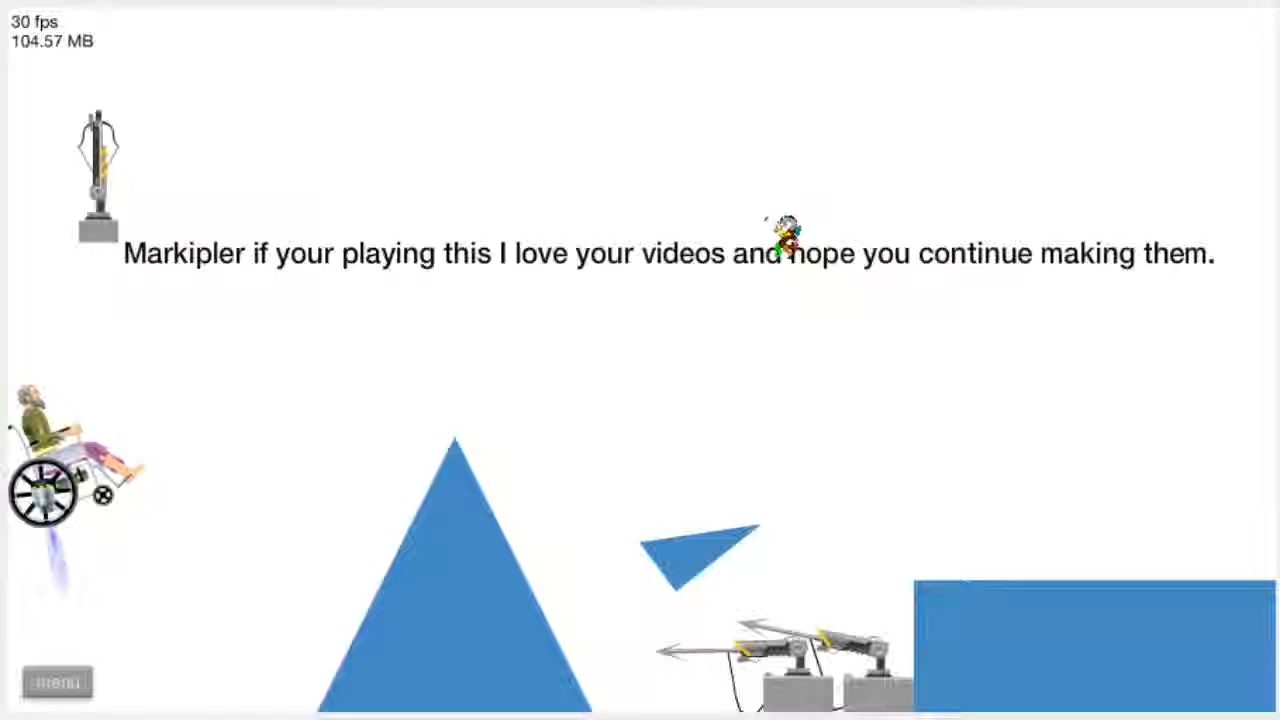 30 fps
104.57 MB
Markipler if your playing this I love your videos and hope you continue making them.
menu